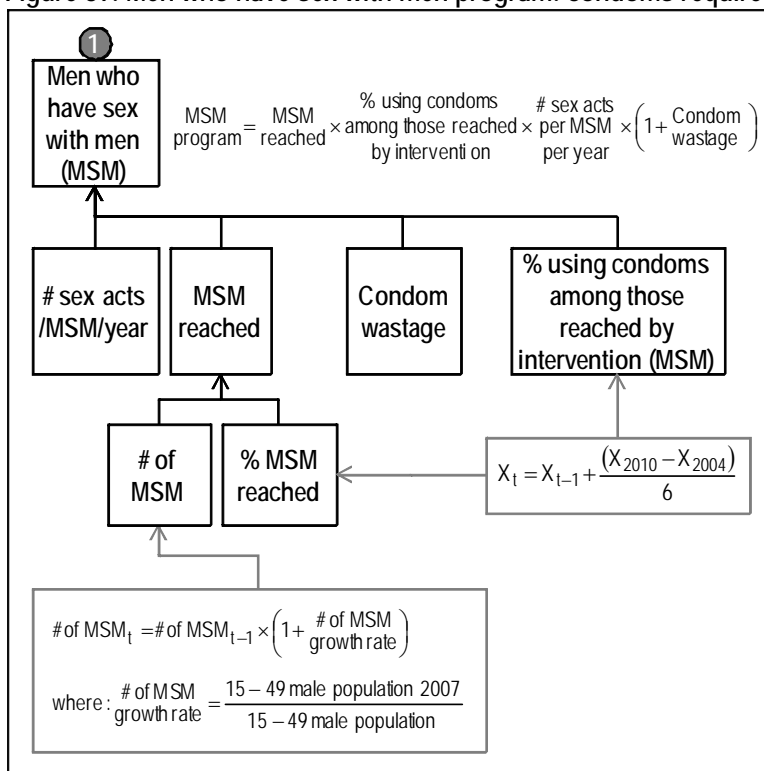 Figure 37: Men who have sex with men program: condoms require
1
Men who
have sex
with men
(MSM)
MSM program = MSM reached × % using condoms among those reached by intervention × # sex acts per MSM per year × (1 + Condom wastage)
# sex acts
/MSM/year
MSM
reached
Condom
wastage
% using condoms
among those
reached by
intervention (MSM)
# of
MSM
% MSM
reached
X_t = X_{t–1} + (X_2010 – X_2004) / 6
# of MSM_t = # of MSM_{t–1} × (1 + # of MSM growth rate)
where: # of MSM growth rate = 15 – 49 male population 2007 / 15 – 49 male population